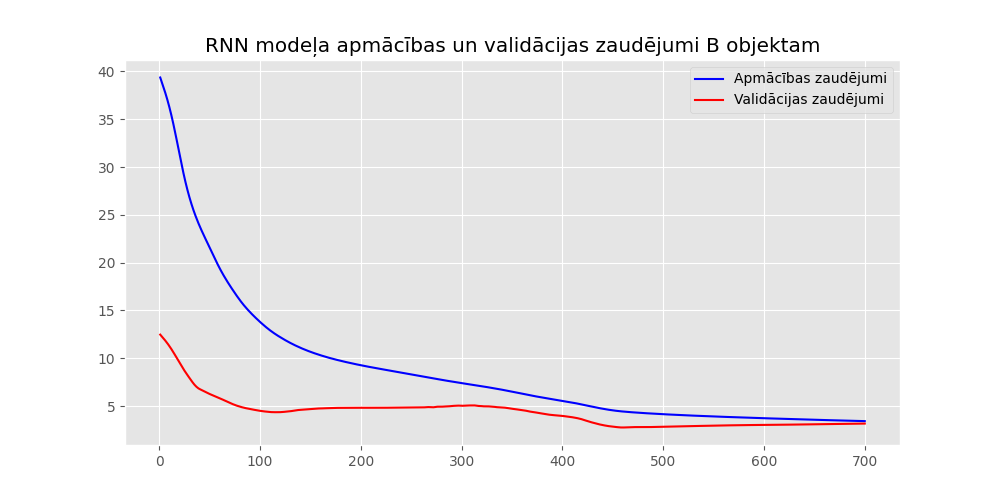 RNN modeļa apmācības un validācijas zaudējumi B objektam
Apmācības zaudējumi
Validācijas zaudējumi
40
35
30
25
20
15
10
5
0 100 200 300 400 500 600 700